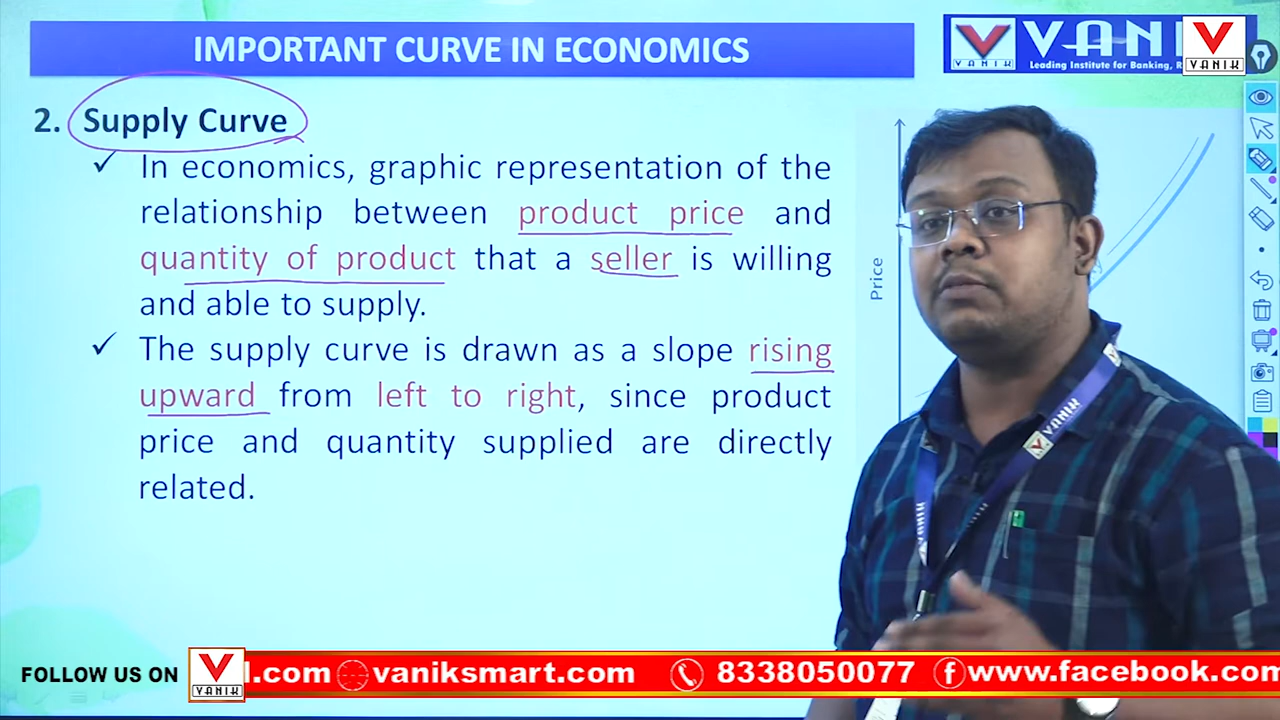 IMPORTANT CURVE IN ECONOMICS
VANIK
Leading Institute for Banking, R
VANIK
VANIK
2. Supply Curve
✓ In economics, graphic representation of the
relationship between product price and
quantity of product that a seller is willing
and able to supply.
✓ The supply curve is drawn as a slope rising
upward from left to right, since product
price and quantity supplied are directly
related.
Price
VANIK
VANIK
FOLLOW US ON
VANIK
l.com
vaniksmart.com
8338050077
www.facebook.com